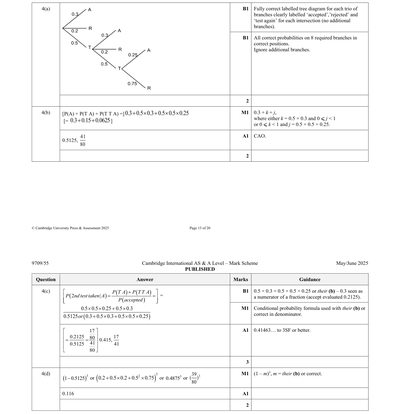 4(a)
A
0.3
0.2
R
0.5
T
0.3
A
0.2
R
0.5
T
0.25
A
0.75
R
B1
Fully correct labelled tree diagram for each trio of
branches clearly labelled 'accepted','rejected' and
'test again' for each intersection (no additional
branches).
B1
All correct probabilities on 8 required branches in
correct positions.
Ignore additional branches.
2
4(b)
[P(A) + P(T A) + P(T T A) =]0.3+0.5×0.3+0.5×0.5×0.25
[= 0.3+0.15+0.0625]
M1
0.3 + k + j,
where either k = 0.5 × 0.3 and 0 ⩽ j < 1
or 0 ⩽ k < 1 and j = 0.5 × 0.5 × 0.25.
0.5125, 41/80
A1
CAO.
2
© Cambridge University Press & Assessment 2025
Page 13 of 20
9709/55
Cambridge International AS & A Level – Mark Scheme
PUBLISHED
May/June 2025
Question
Answer
Marks
Guidance
4(c)
[P(2nd test taken|A) = (P(T A)+P(T T A))/P(accepted)] =
0.5×0.5×0.25+0.5×0.3
0.5125or(0.3+0.5×0.3+0.5×0.5×0.25)
B1
0.5 × 0.3 + 0.5 × 0.5 × 0.25 or their (b) – 0.3 seen as
a numerator of a fraction (accept evaluated 0.2125).
M1
Conditional probability formula used with their (b) or
correct in denominator.
[= 0.2125/0.5125 = (17/80)/(41/80)] 0.415, 17/41
A1
0.41463… to 3SF or better.
3
4(d)
(1–0.5125)³ or (0.2+0.5×0.2+0.5²×0.75)³ or 0.4875³ or (39/80)³
M1
(1 – m)³, m = their (b) or correct.
0.116
A1
2